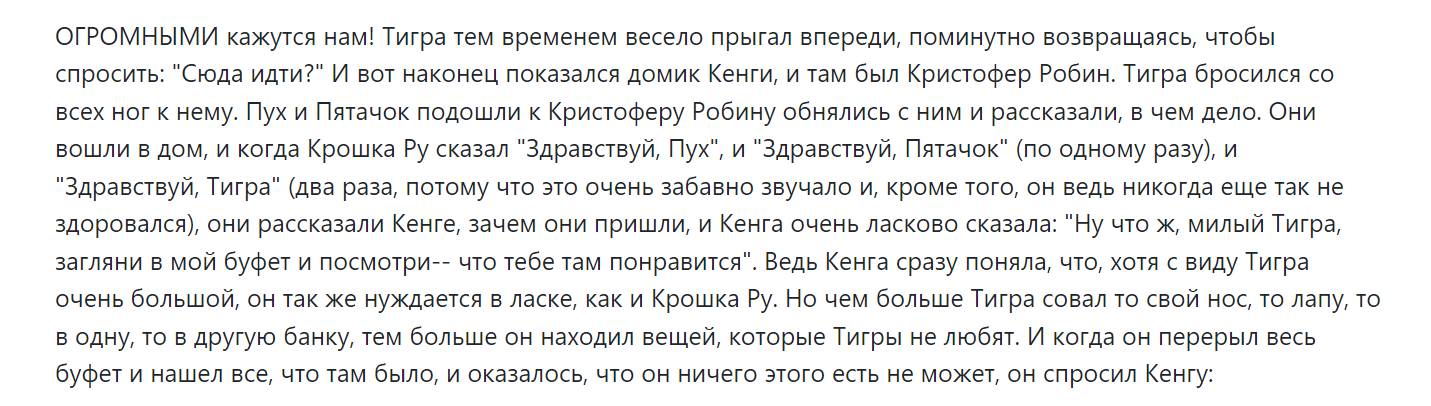 ОГРОМНЫМИ кажутся нам! Тигра тем временем весело прыгал впереди, поминутно возвращаясь, чтобы
спросить: "Сюда идти?" И вот наконец показался домик Кенги, и там был Кристофер Робин. Тигра бросился со
всех ног к нему. Пух и Пятачок подошли к Кристоферу Робину обнялись с ним и рассказали, в чем дело. Они
вошли в дом, и когда Крошка Ру сказал "Здравствуй, Пух", и "Здравствуй, Пятачок" (по одному разу), и
"Здравствуй, Тигра" (два раза, потому что это очень забавно звучало и, кроме того, он ведь никогда еще так не
здоровался), они рассказали Кенге, зачем они пришли, и Кенга очень ласково сказала: "Ну что ж, милый Тигра,
загляни в мой буфет и посмотри-- что тебе там понравится". Ведь Кенга сразу поняла, что, хотя с виду Тигра
очень большой, он так же нуждается в ласке, как и Крошка Ру. Но чем больше Тигра совал то свой нос, то лапу, то
в одну, то в другую банку, тем больше он находил вещей, которые Тигры не любят. И когда он перерыл весь
буфет и нашел все, что там было, и оказалось, что он ничего этого есть не может, он спросил Кенгу: